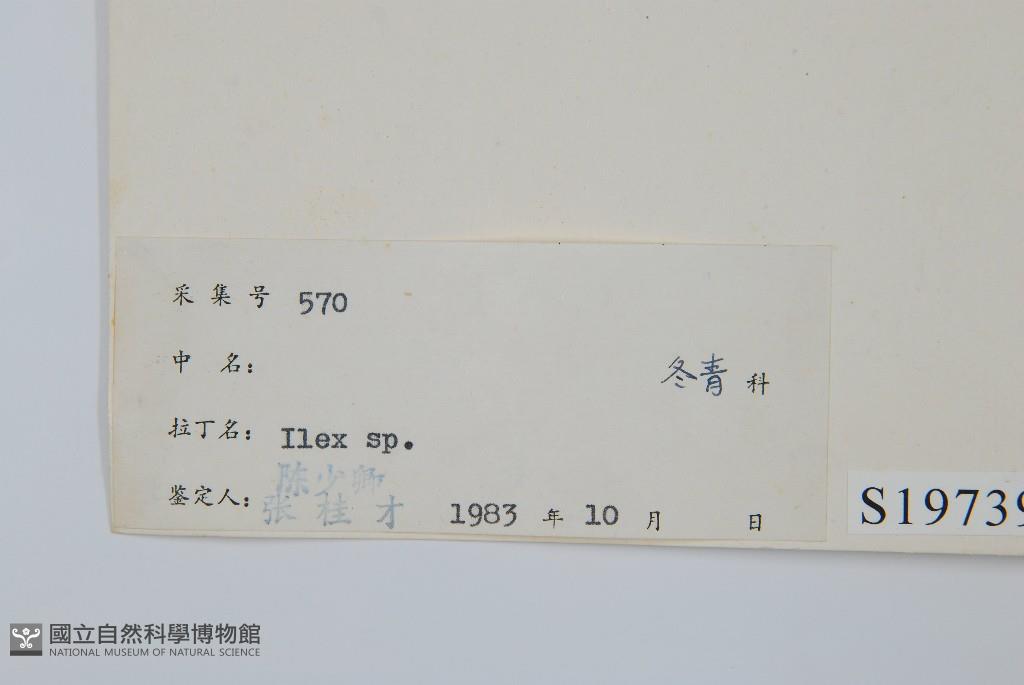 采集号 570
中 名：
冬青 科
拉丁名： Ilex sp.
陈少卿
鉴定人： 张桂才 1983 年 10 月 日
S19739
國立自然科學博物館
NATIONAL MUSEUM OF NATURAL SCIENCE